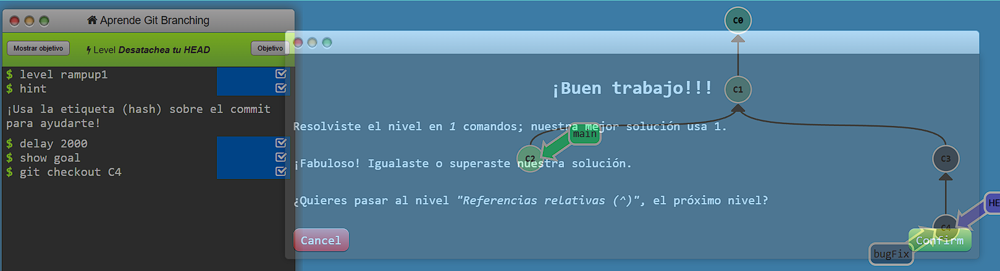 Aprende Git Branching
Mostrar objetivo
Level Desatachea tu HEAD
Objetivo
$ level rampup1
$ hint
¡Usa la etiqueta (hash) sobre el commit
para ayudarte!
$ delay 2000
$ show goal
$ git checkout C4
¡Buen trabajo!!!
Resolviste el nivel en 1 comandos; nuestra mejor solución usa 1.
¡Fabuloso! Igualaste o superaste nuestra solución.
¿Quieres pasar al nivel "Referencias relativas (^)", el próximo nivel?
Cancel
Confirm
C0
C1
main
C2
C3
C4
HE
bugFix